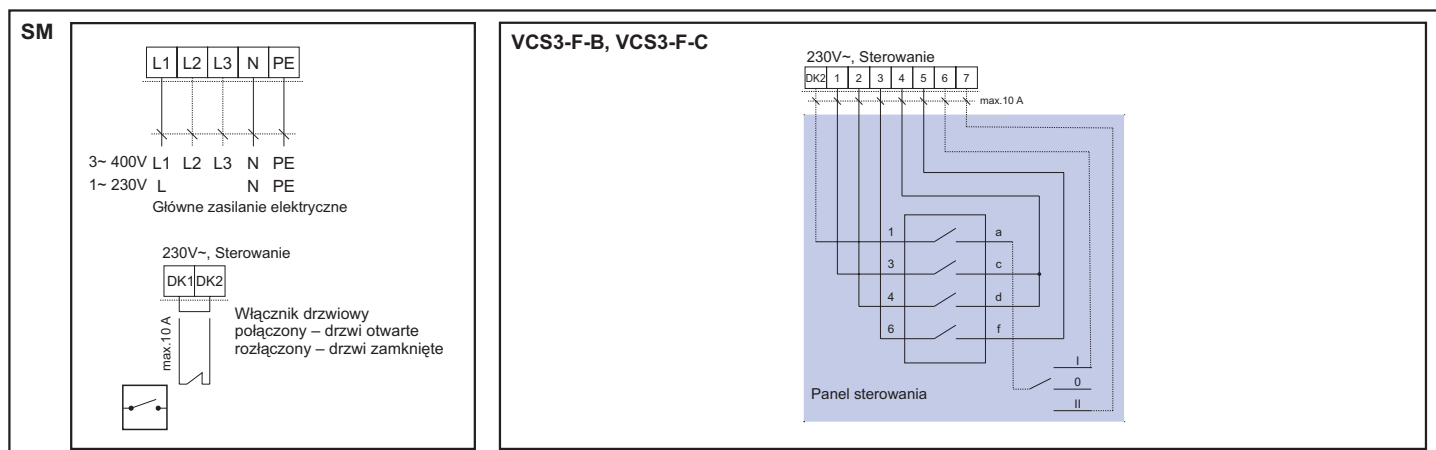 SM
L1 L2 L3 N PE
3~ 400V L1 L2 L3 N PE
1~ 230V L N PE
Główne zasilanie elektryczne
230V~, Sterowanie
DK1 DK2
max.10 A
Włącznik drzwiowy
połączony – drzwi otwarte
rozłączony – drzwi zamknięte
VCS3-F-B, VCS3-F-C
230V~, Sterowanie
DK2 1 2 3 4 5 6 7
max.10 A
1 a
3 c
4 d
6 f
I
0
II
Panel sterowania